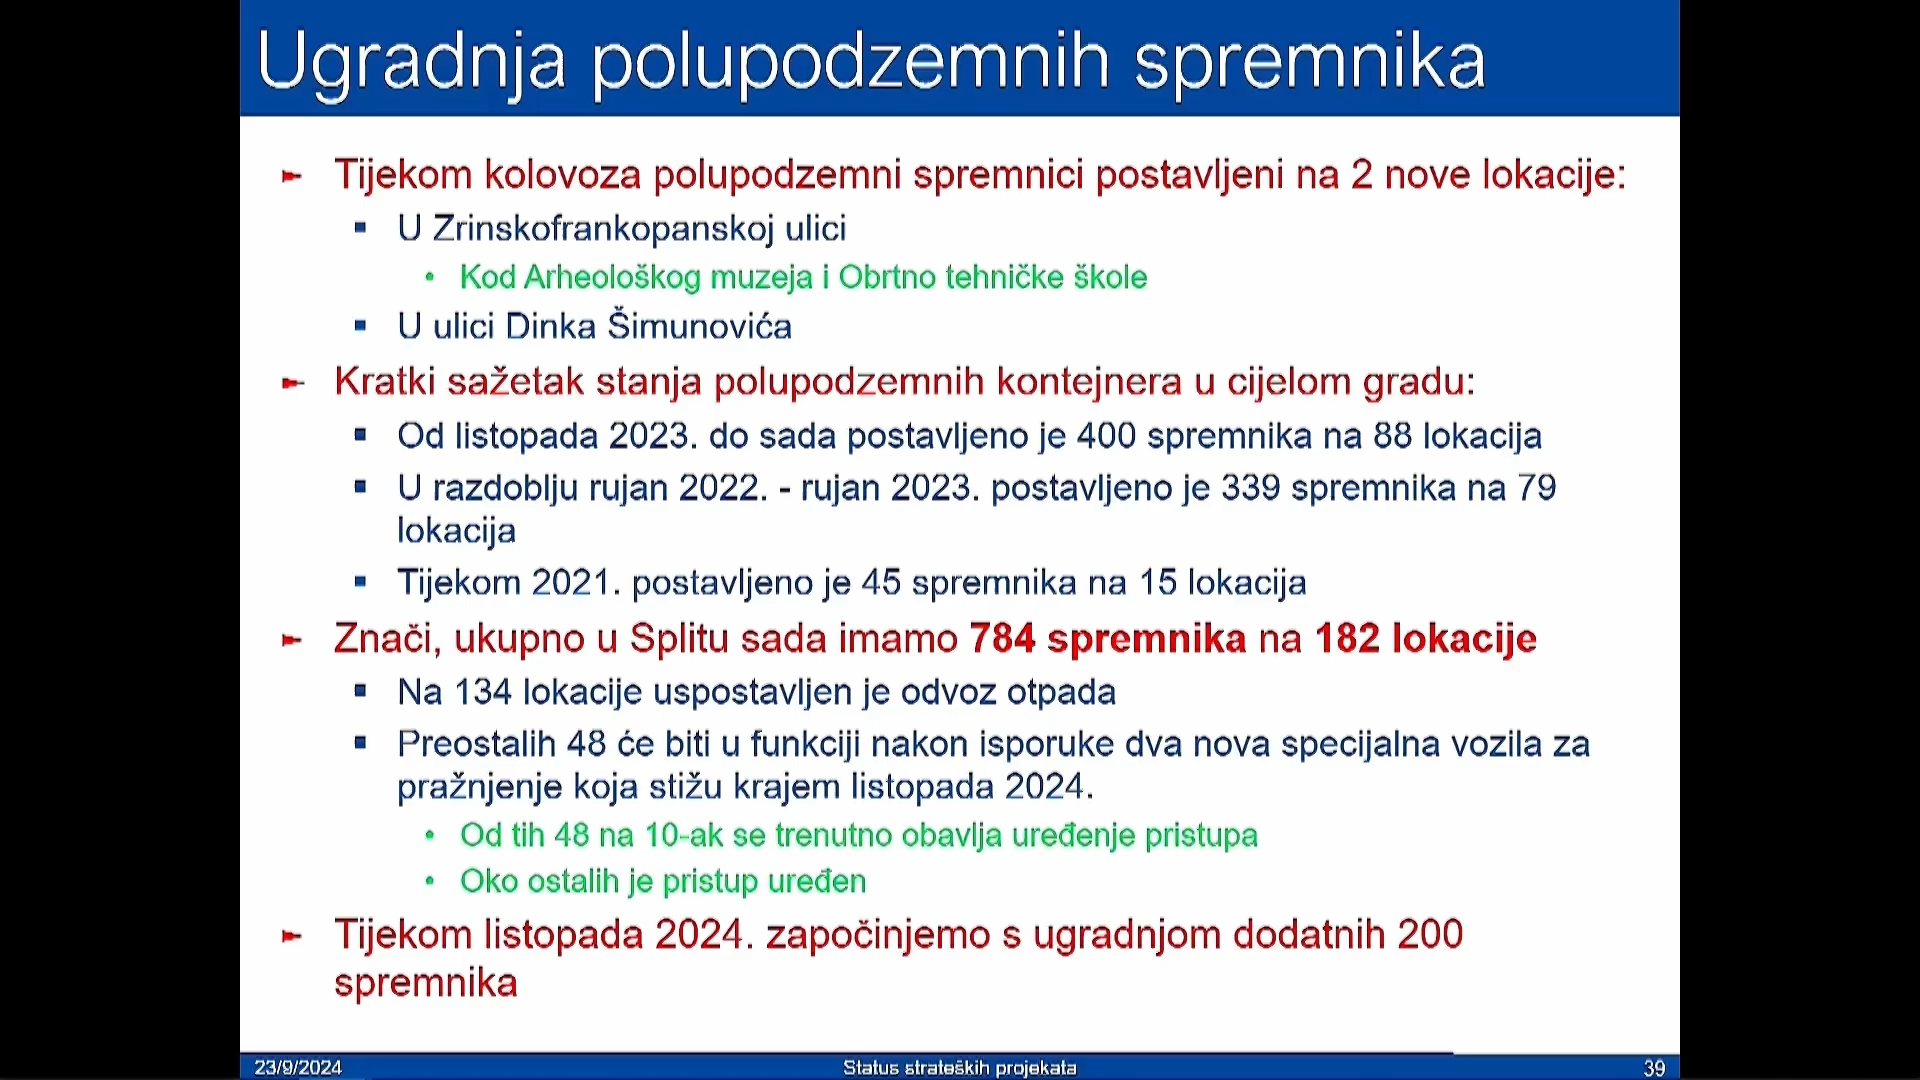 Ugradnja polupodzemnih spremnika
Tijekom kolovoza polupodzemni spremnici postavljeni na 2 nove lokacije:
U Zrinskofrankopanskoj ulici
Kod Arheološkog muzeja i Obrtno tehničke škole
U ulici Dinka Šimunovića
Kratki sažetak stanja polupodzemnih kontejnera u cijelom gradu:
Od listopada 2023. do sada postavljeno je 400 spremnika na 88 lokacija
U razdoblju rujan 2022. - rujan 2023. postavljeno je 339 spremnika na 79
lokacija
Tijekom 2021. postavljeno je 45 spremnika na 15 lokacija
Znači, ukupno u Splitu sada imamo 784 spremnika na 182 lokacije
Na 134 lokacije uspostavljen je odvoz otpada
Preostalih 48 će biti u funkciji nakon isporuke dva nova specijalna vozila za
pražnjenje koja stižu krajem listopada 2024.
Od tih 48 na 10-ak se trenutno obavlja uređenje pristupa
Oko ostalih je pristup uređen
Tijekom listopada 2024. započinjemo s ugradnjom dodatnih 200
spremnika
23/9/2024
Status strateških projekata
39